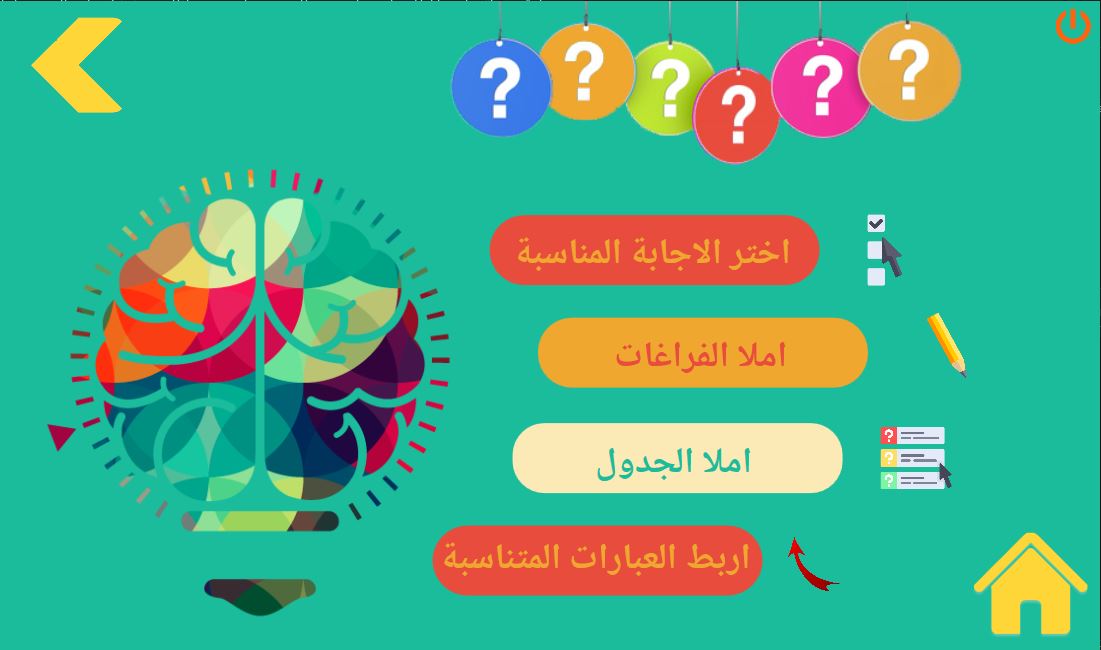 ? ? ? ? ? ?
اختر الاجابة المناسبة
املا الفراغات
املا الجدول
?
?
?
اربط العبارات المتناسبة